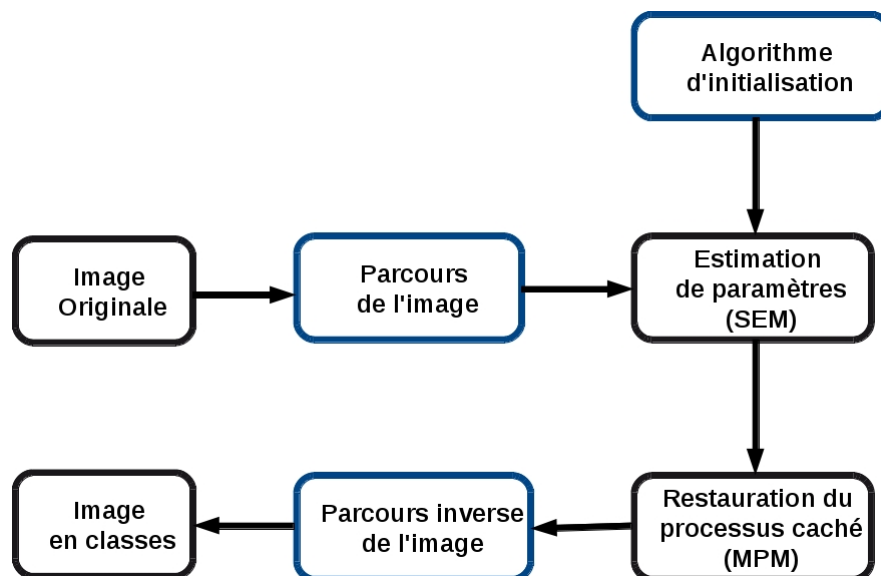 Algorithme
d'initialisation
Image
Originale
Parcours
de l'image
Estimation
de paramètres
(SEM)
Image
en classes
Parcours inverse
de l'image
Restauration du
processus caché
(MPM)